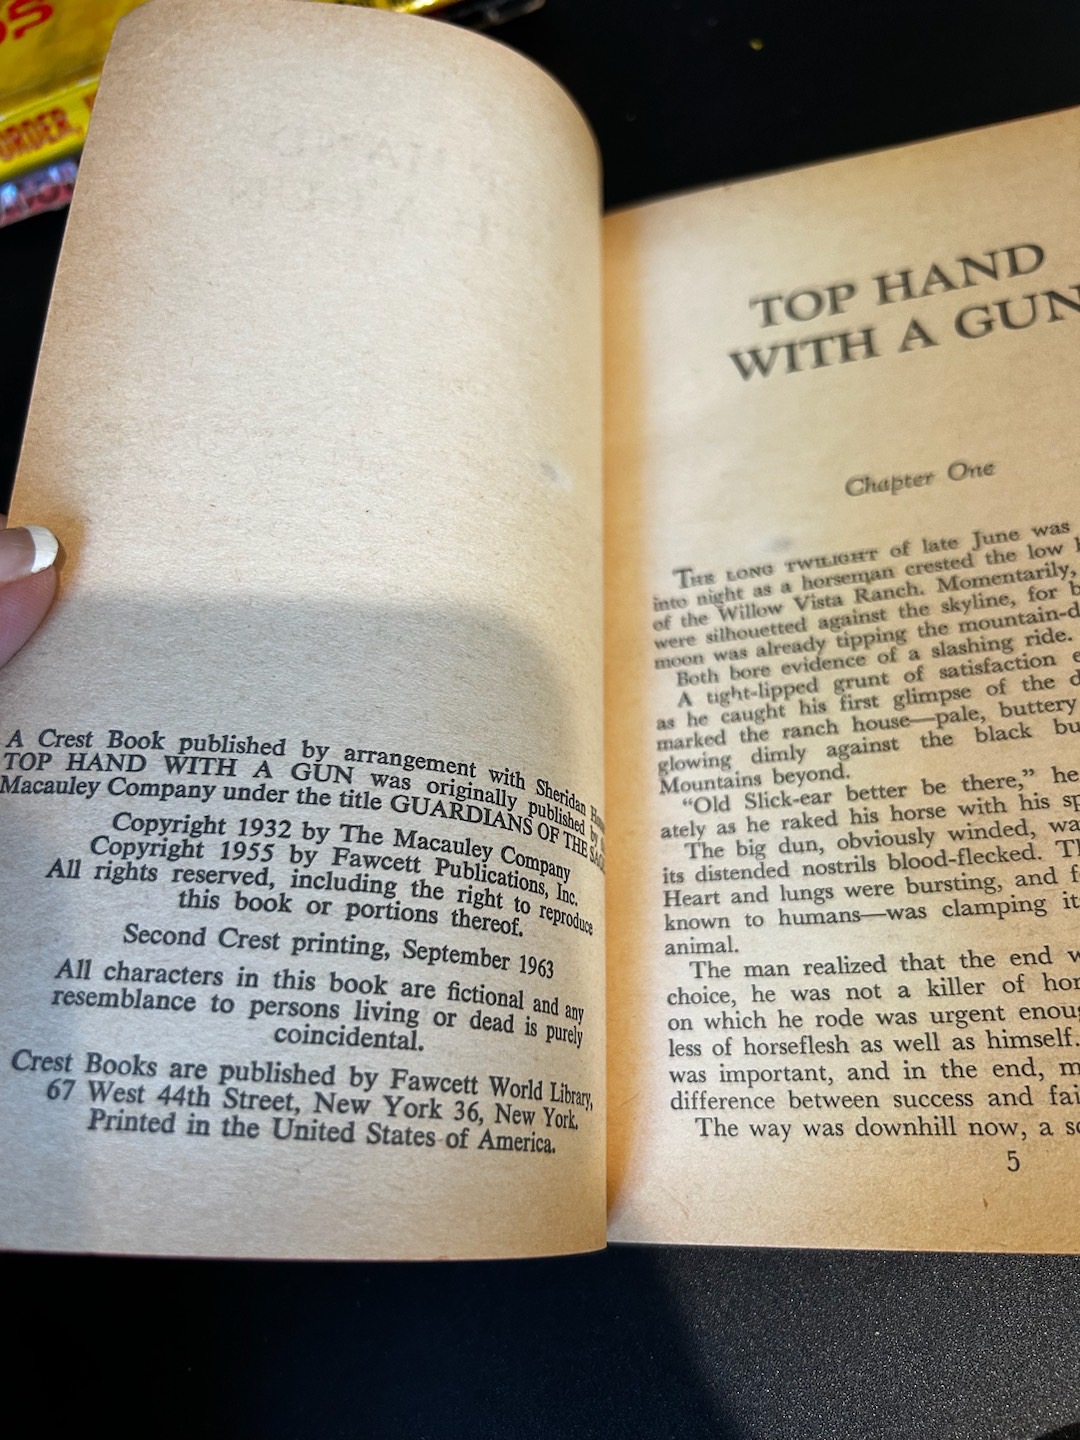 ORDER,
A Crest Book published by arrangement with Sheridan
TOP HAND WITH A GUN was originally published by
Macauley Company under the title GUARDIANS OF THE
Copyright 1932 by The Macauley Company
Copyright 1955 by Fawcett Publications, Inc.
All rights reserved, including the right to reproduce
this book or portions thereof.
Second Crest printing, September 1963
All characters in this book are fictional and any
resemblance to persons living or dead is purely
coincidental.
Crest Books are published by Fawcett World Library,
67 West 44th Street, New York 36, New York.
Printed in the United States of America.
TOP HAND
WITH A GUN
Chapter One
THE LONG TWILIGHT of late June was
into night as a horseman crested the low
of the Willow Vista Ranch. Momentarily,
were silhouetted against the skyline, for
moon was already tipping the mountain-
Both bore evidence of a slashing ride.
A tight-lipped grunt of satisfaction
as he caught his first glimpse of the
marked the ranch house—pale, buttery
glowing dimly against the black
Mountains beyond.
"Old Slick-ear better be there," he
ately as he raked his horse with his
The big dun, obviously winded,
its distended nostrils blood-flecked.
Heart and lungs were bursting, and
known to humans—was clamping
animal.
The man realized that the end
choice, he was not a killer of
on which he rode was urgent
less of horseflesh as well as himself.
was important, and in the end,
difference between success and
The way was downhill now, a
5